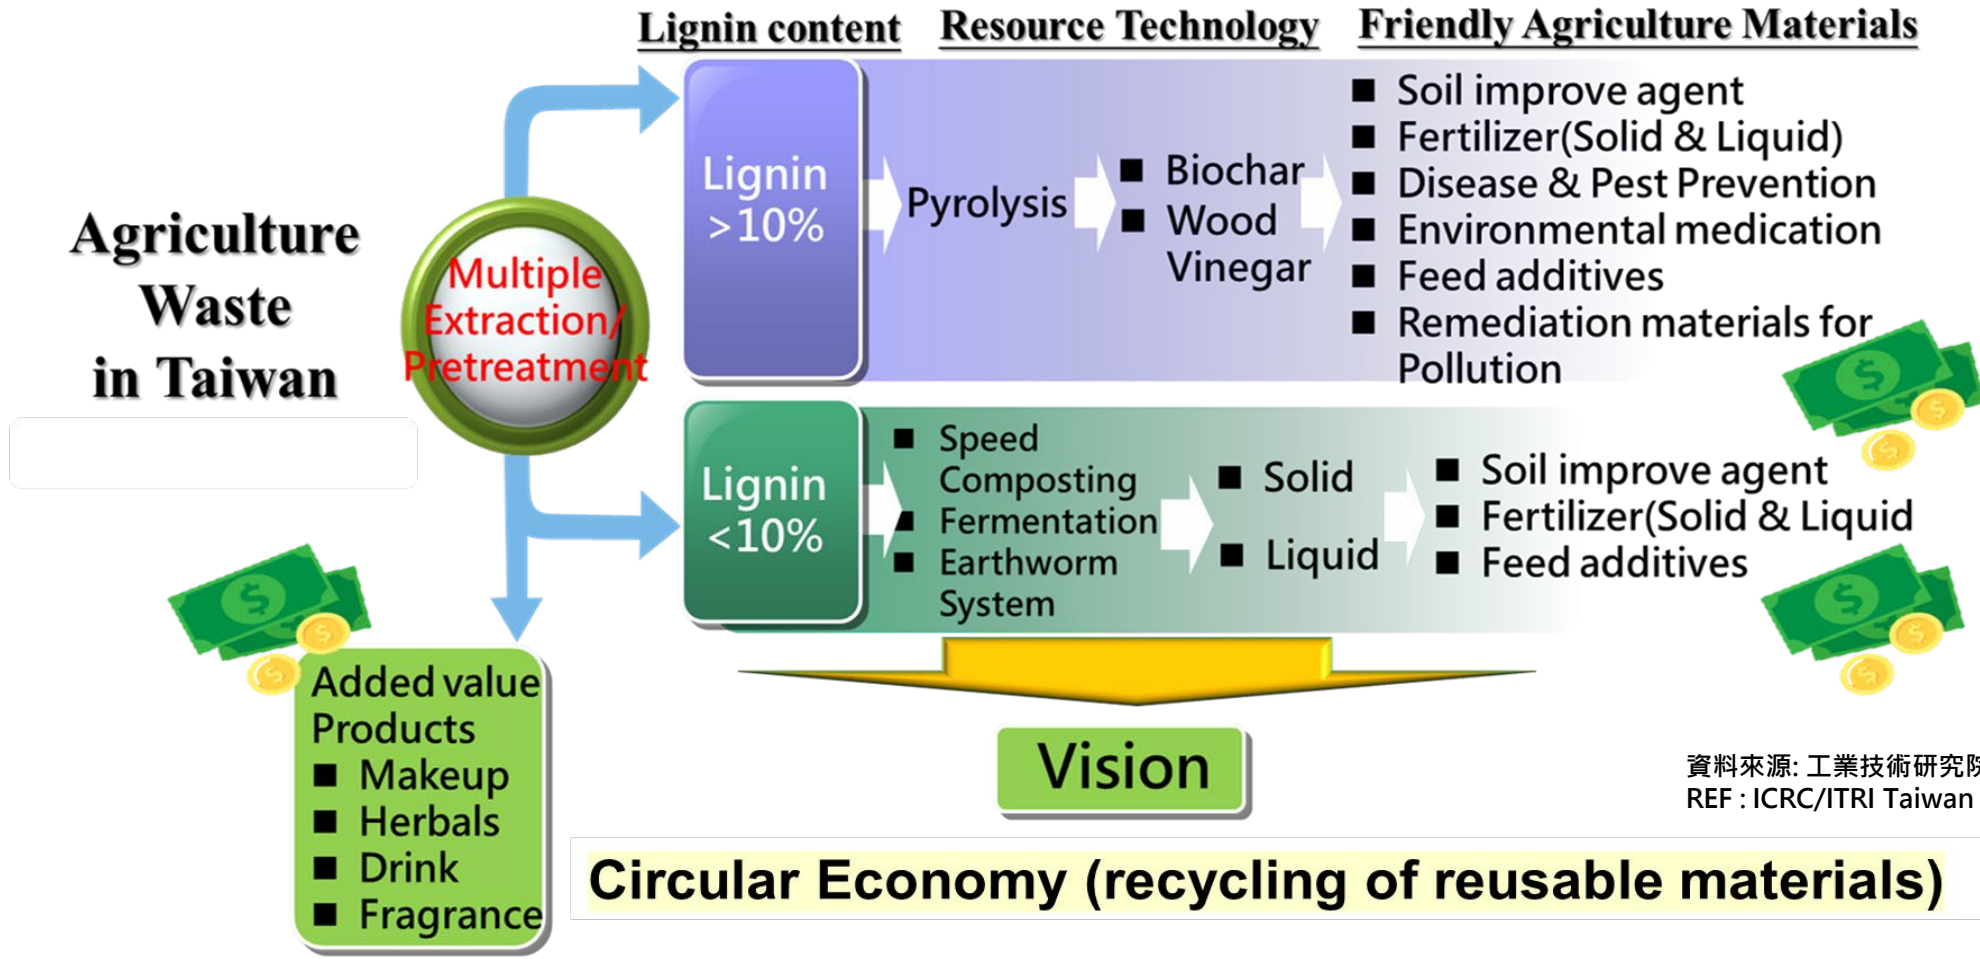 Lignin content
Resource Technology
Friendly Agriculture Materials
Agriculture
Waste
in Taiwan
Multiple
Extraction/
Pretreatment
Lignin
>10%
Pyrolysis
■ Biochar
■ Wood
Vinegar
■ Soil improve agent
■ Fertilizer(Solid & Liquid)
■ Disease & Pest Prevention
■ Environmental medication
■ Feed additives
■ Remediation materials for
Pollution
Lignin
<10%
■ Speed
Composting
■ Fermentation
■ Earthworm
System
■ Solid
■ Liquid
■ Soil improve agent
■ Fertilizer(Solid & Liquid
■ Feed additives
Added value
Products
■ Makeup
■ Herbals
■ Drink
■ Fragrance
Vision
資料來源: 工業技術研究院
REF : ICRC/ITRI Taiwan
Circular Economy (recycling of reusable materials)